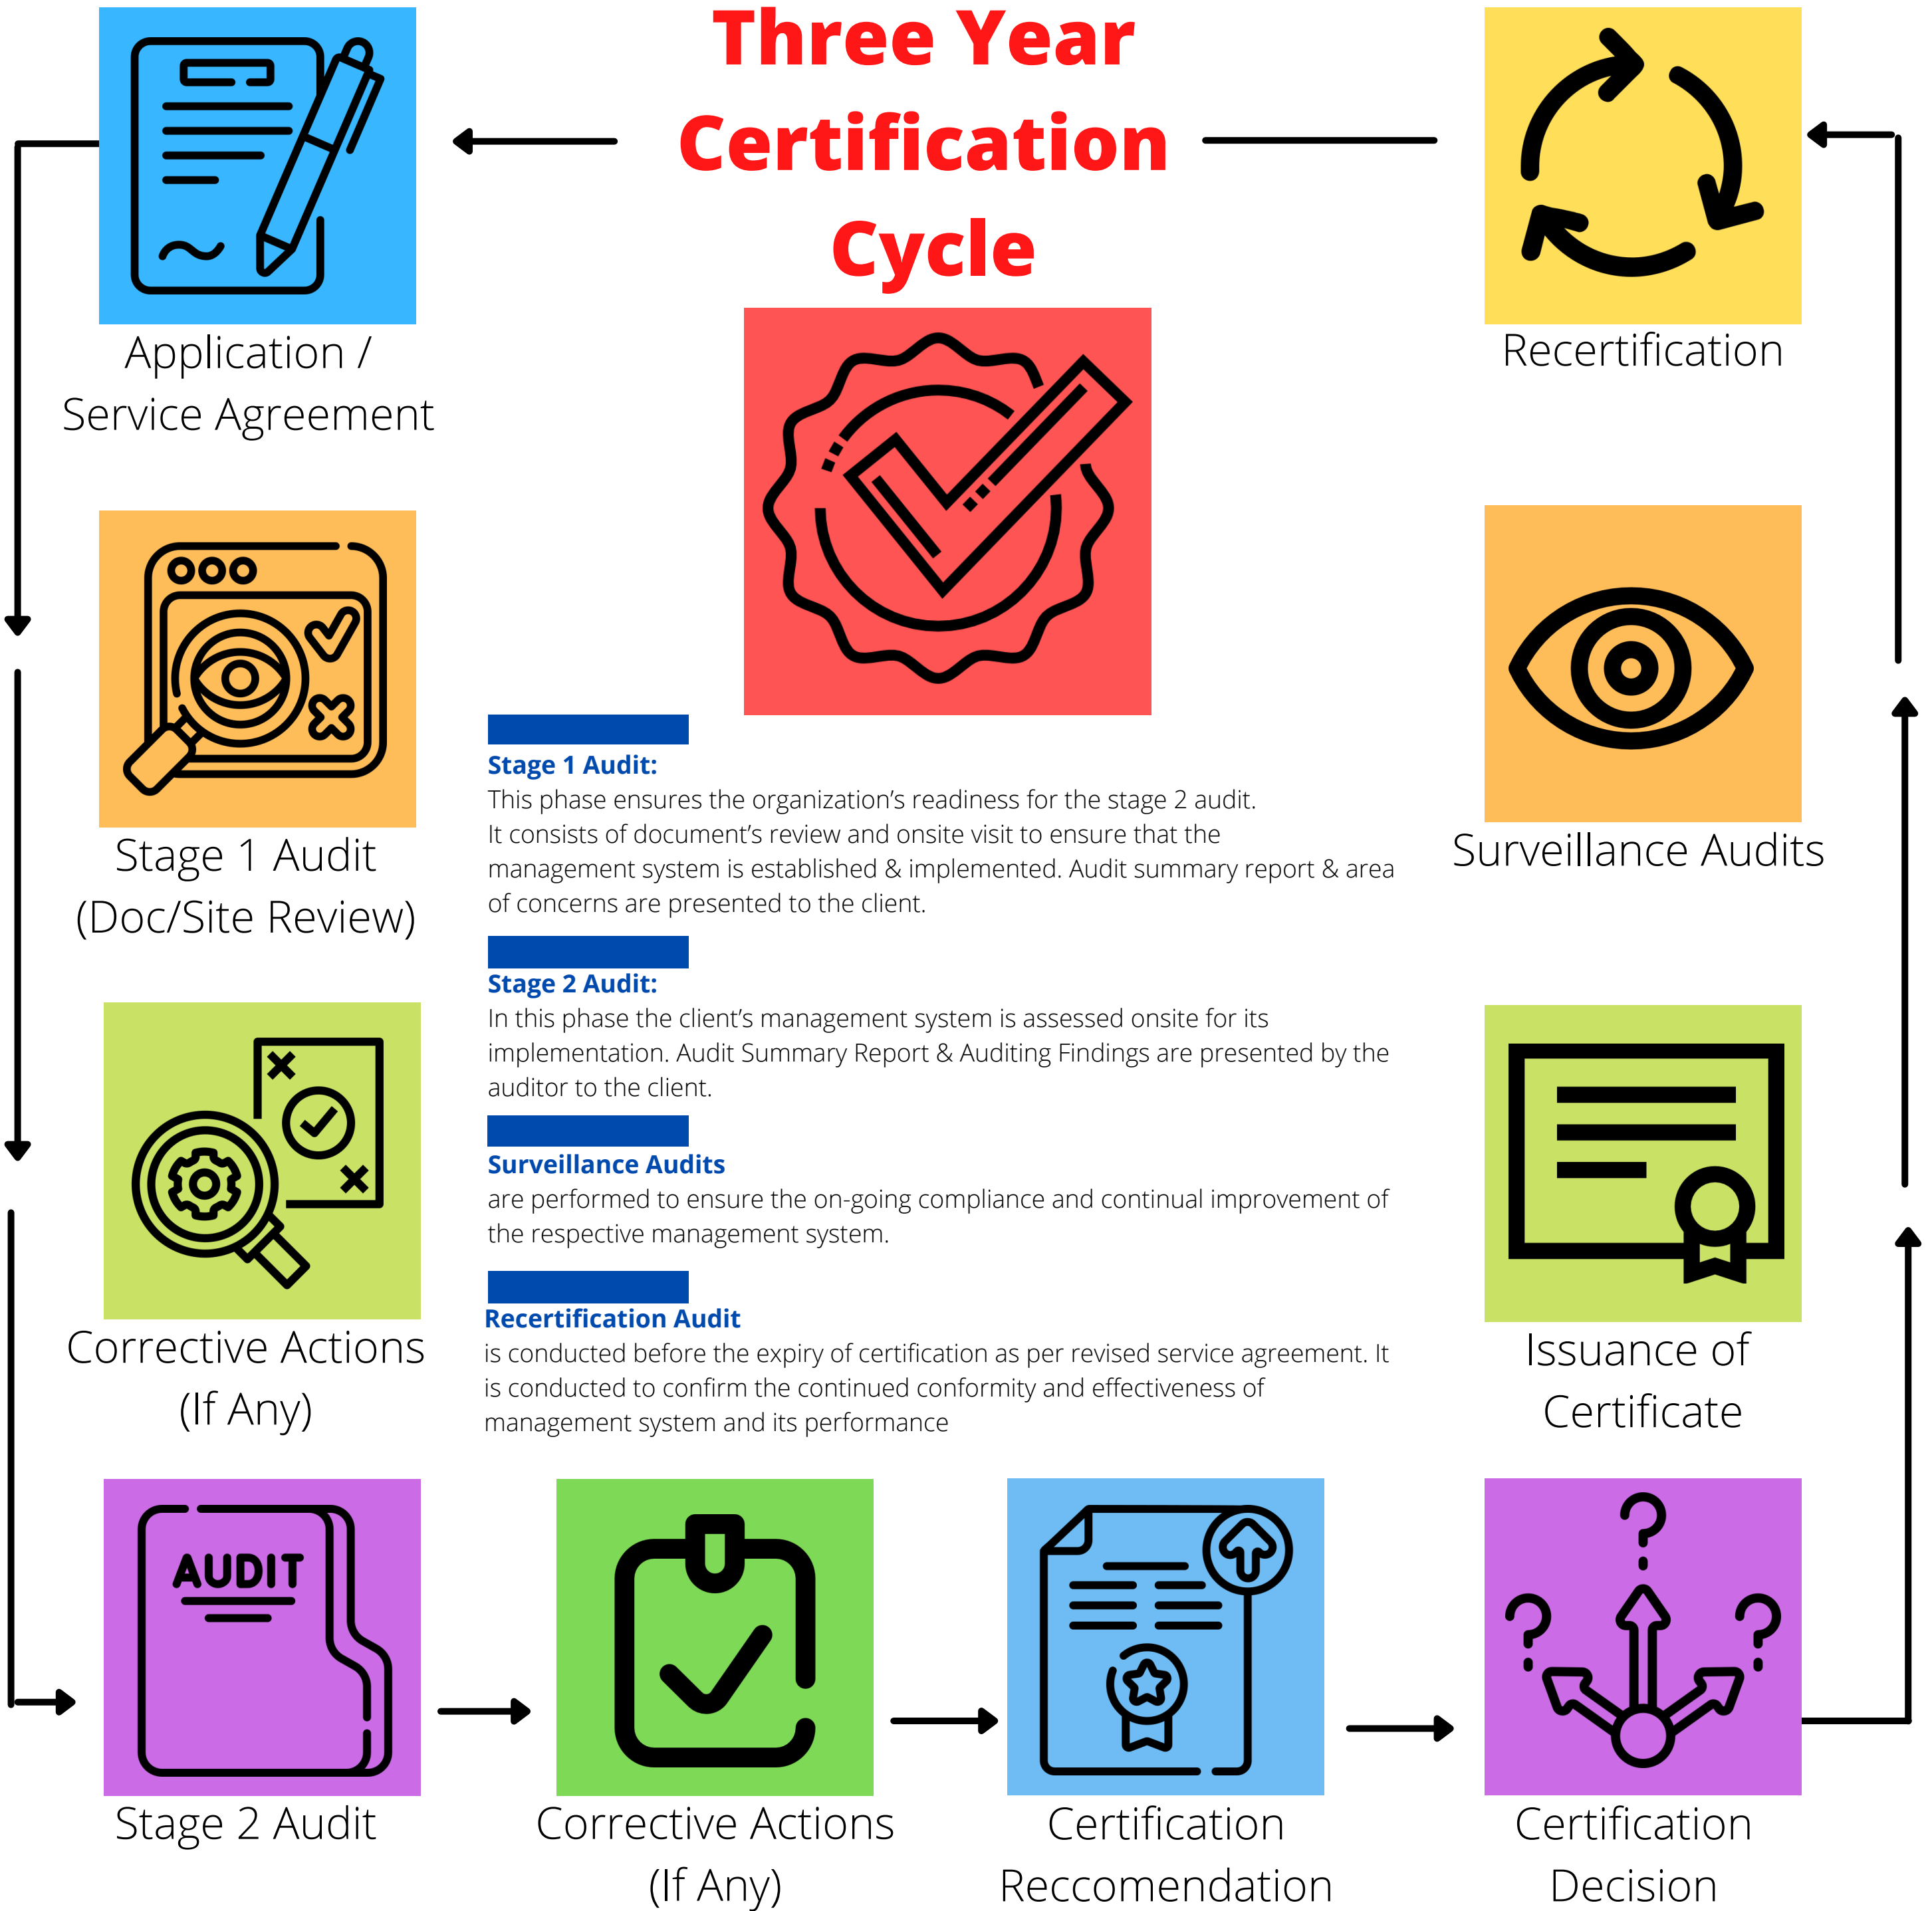 Three Year
Certification
Cycle
Application /
Service Agreement
Recertification
Stage 1 Audit
(Doc/Site Review)
Surveillance Audits
Stage 1 Audit:
This phase ensures the organization’s readiness for the stage 2 audit.
It consists of document’s review and onsite visit to ensure that the
management system is established & implemented. Audit summary report & area
of concerns are presented to the client.
Stage 2 Audit:
In this phase the client’s management system is assessed onsite for its
implementation. Audit Summary Report & Auditing Findings are presented by the
auditor to the client.
Surveillance Audits
are performed to ensure the on-going compliance and continual improvement of
the respective management system.
Recertification Audit
is conducted before the expiry of certification as per revised service agreement. It
is conducted to confirm the continued conformity and effectiveness of
management system and its performance
Corrective Actions
(If Any)
Issuance of
Certificate
AUDIT
Stage 2 Audit
Corrective Actions
(If Any)
Certification
Reccomendation
? ? ?
Certification
Decision